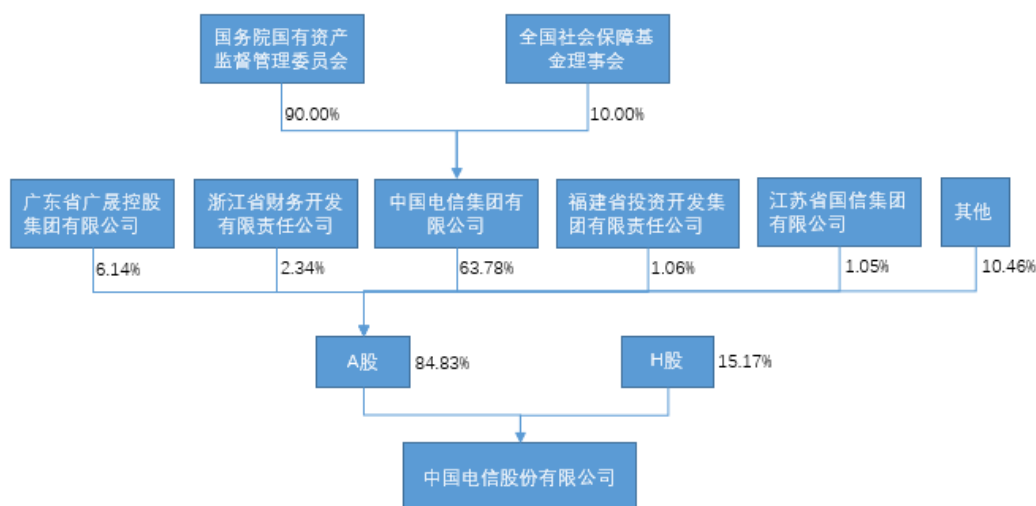 国务院国有资产
监督管理委员会
全国社会保障基
金理事会
90.00%
10.00%
广东省广晟控股
集团有限公司
浙江省财务开发
有限责任公司
中国电信集团有
限公司
福建省投资开发集
团有限责任公司
江苏省国信集团
有限公司
其他
6.14%
2.34%
63.78%
1.06%
1.05%
10.46%
A股
84.83%
H股
15.17%
中国电信股份有限公司